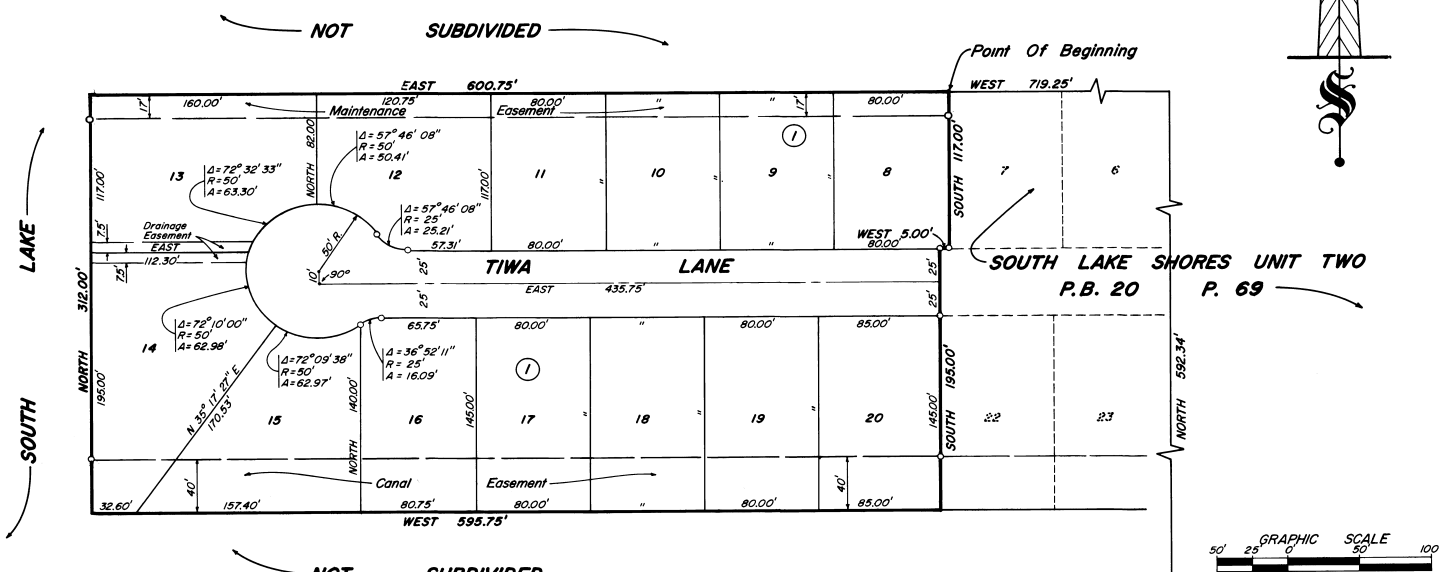 NOT SUBDIVIDED
Point Of Beginning
EAST 600.75'
WEST 719.25'
160.00'
120.75'
80.00'
"
"
80.00'
17'
Maintenance Easement
17'
1
NORTH 82.00
Δ= 57° 46' 08"
R= 50'
A= 50.41'
SOUTH 117.00'
117.00'
13
Δ=72° 32' 33"
R=50'
A= 63.30'
12
117.00'
11
"
10
"
9
"
8
7
6
7.5'
Drainage
Easement
EAST
112.30'
7.5'
Δ= 57°46'08"
R= 25'
A= 25.21'
50' R.
57.31'
80.00'
"
"
80.00'
WEST 5.00'
LAKE
SOUTH
10'
90°
25'
TIWA LANE
25'
EAST 435.75'
25'
25'
SOUTH LAKE SHORES UNIT TWO
P.B. 20 P. 69
NORTH 312.00'
195.00'
14
Δ=72°10'00"
R=50'
A=62.98'
Δ=72°09'38"
R=50'
A=62.97'
Δ=36°52'11"
R= 25'
A = 16.09'
65.75'
80.00'
"
80.00'
85.00'
1
N 35° 17' 27" E
170.53'
15
NORTH 140.00'
16
145.00'
17
"
18
"
19
"
20
145.00'
SOUTH 195.00'
22
23
NORTH 592.34'
Canal Easement
40'
40'
32.60'
157.40'
80.75'
80.00'
"
80.00'
85.00'
WEST 595.75'
NOT SUBDIVIDED
S
GRAPHIC SCALE
50' 25' 0' 50' 100